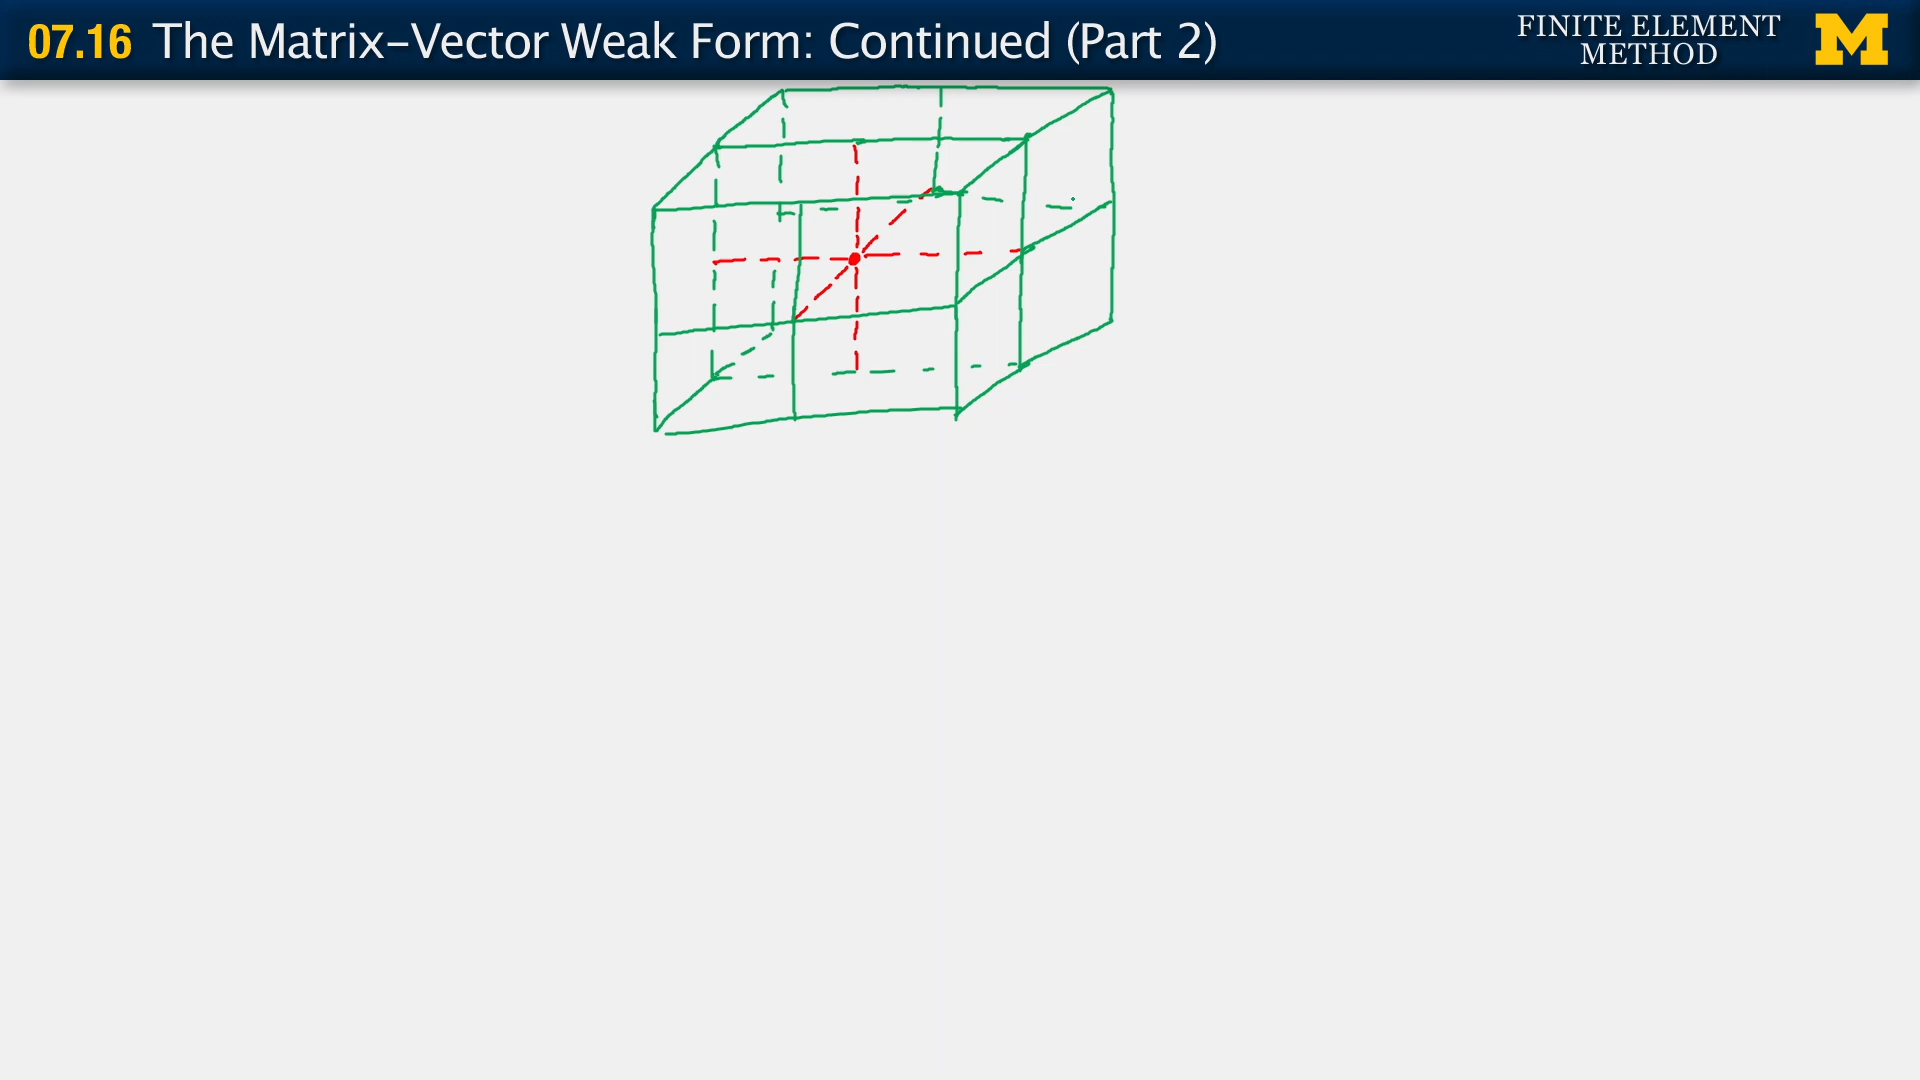 07.16 The Matrix–Vector Weak Form: Continued (Part 2)
FINITE ELEMENT
METHOD
M